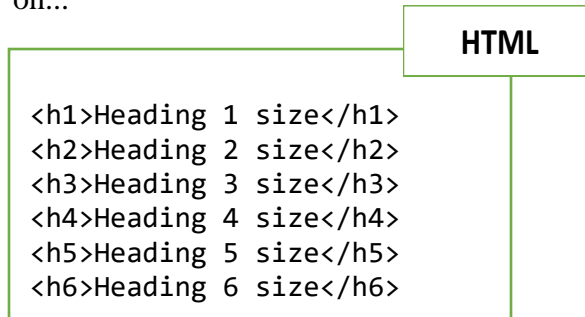 on...
HTML
<h1>Heading 1 size</h1>
<h2>Heading 2 size</h2>
<h3>Heading 3 size</h3>
<h4>Heading 4 size</h4>
<h5>Heading 5 size</h5>
<h6>Heading 6 size</h6>